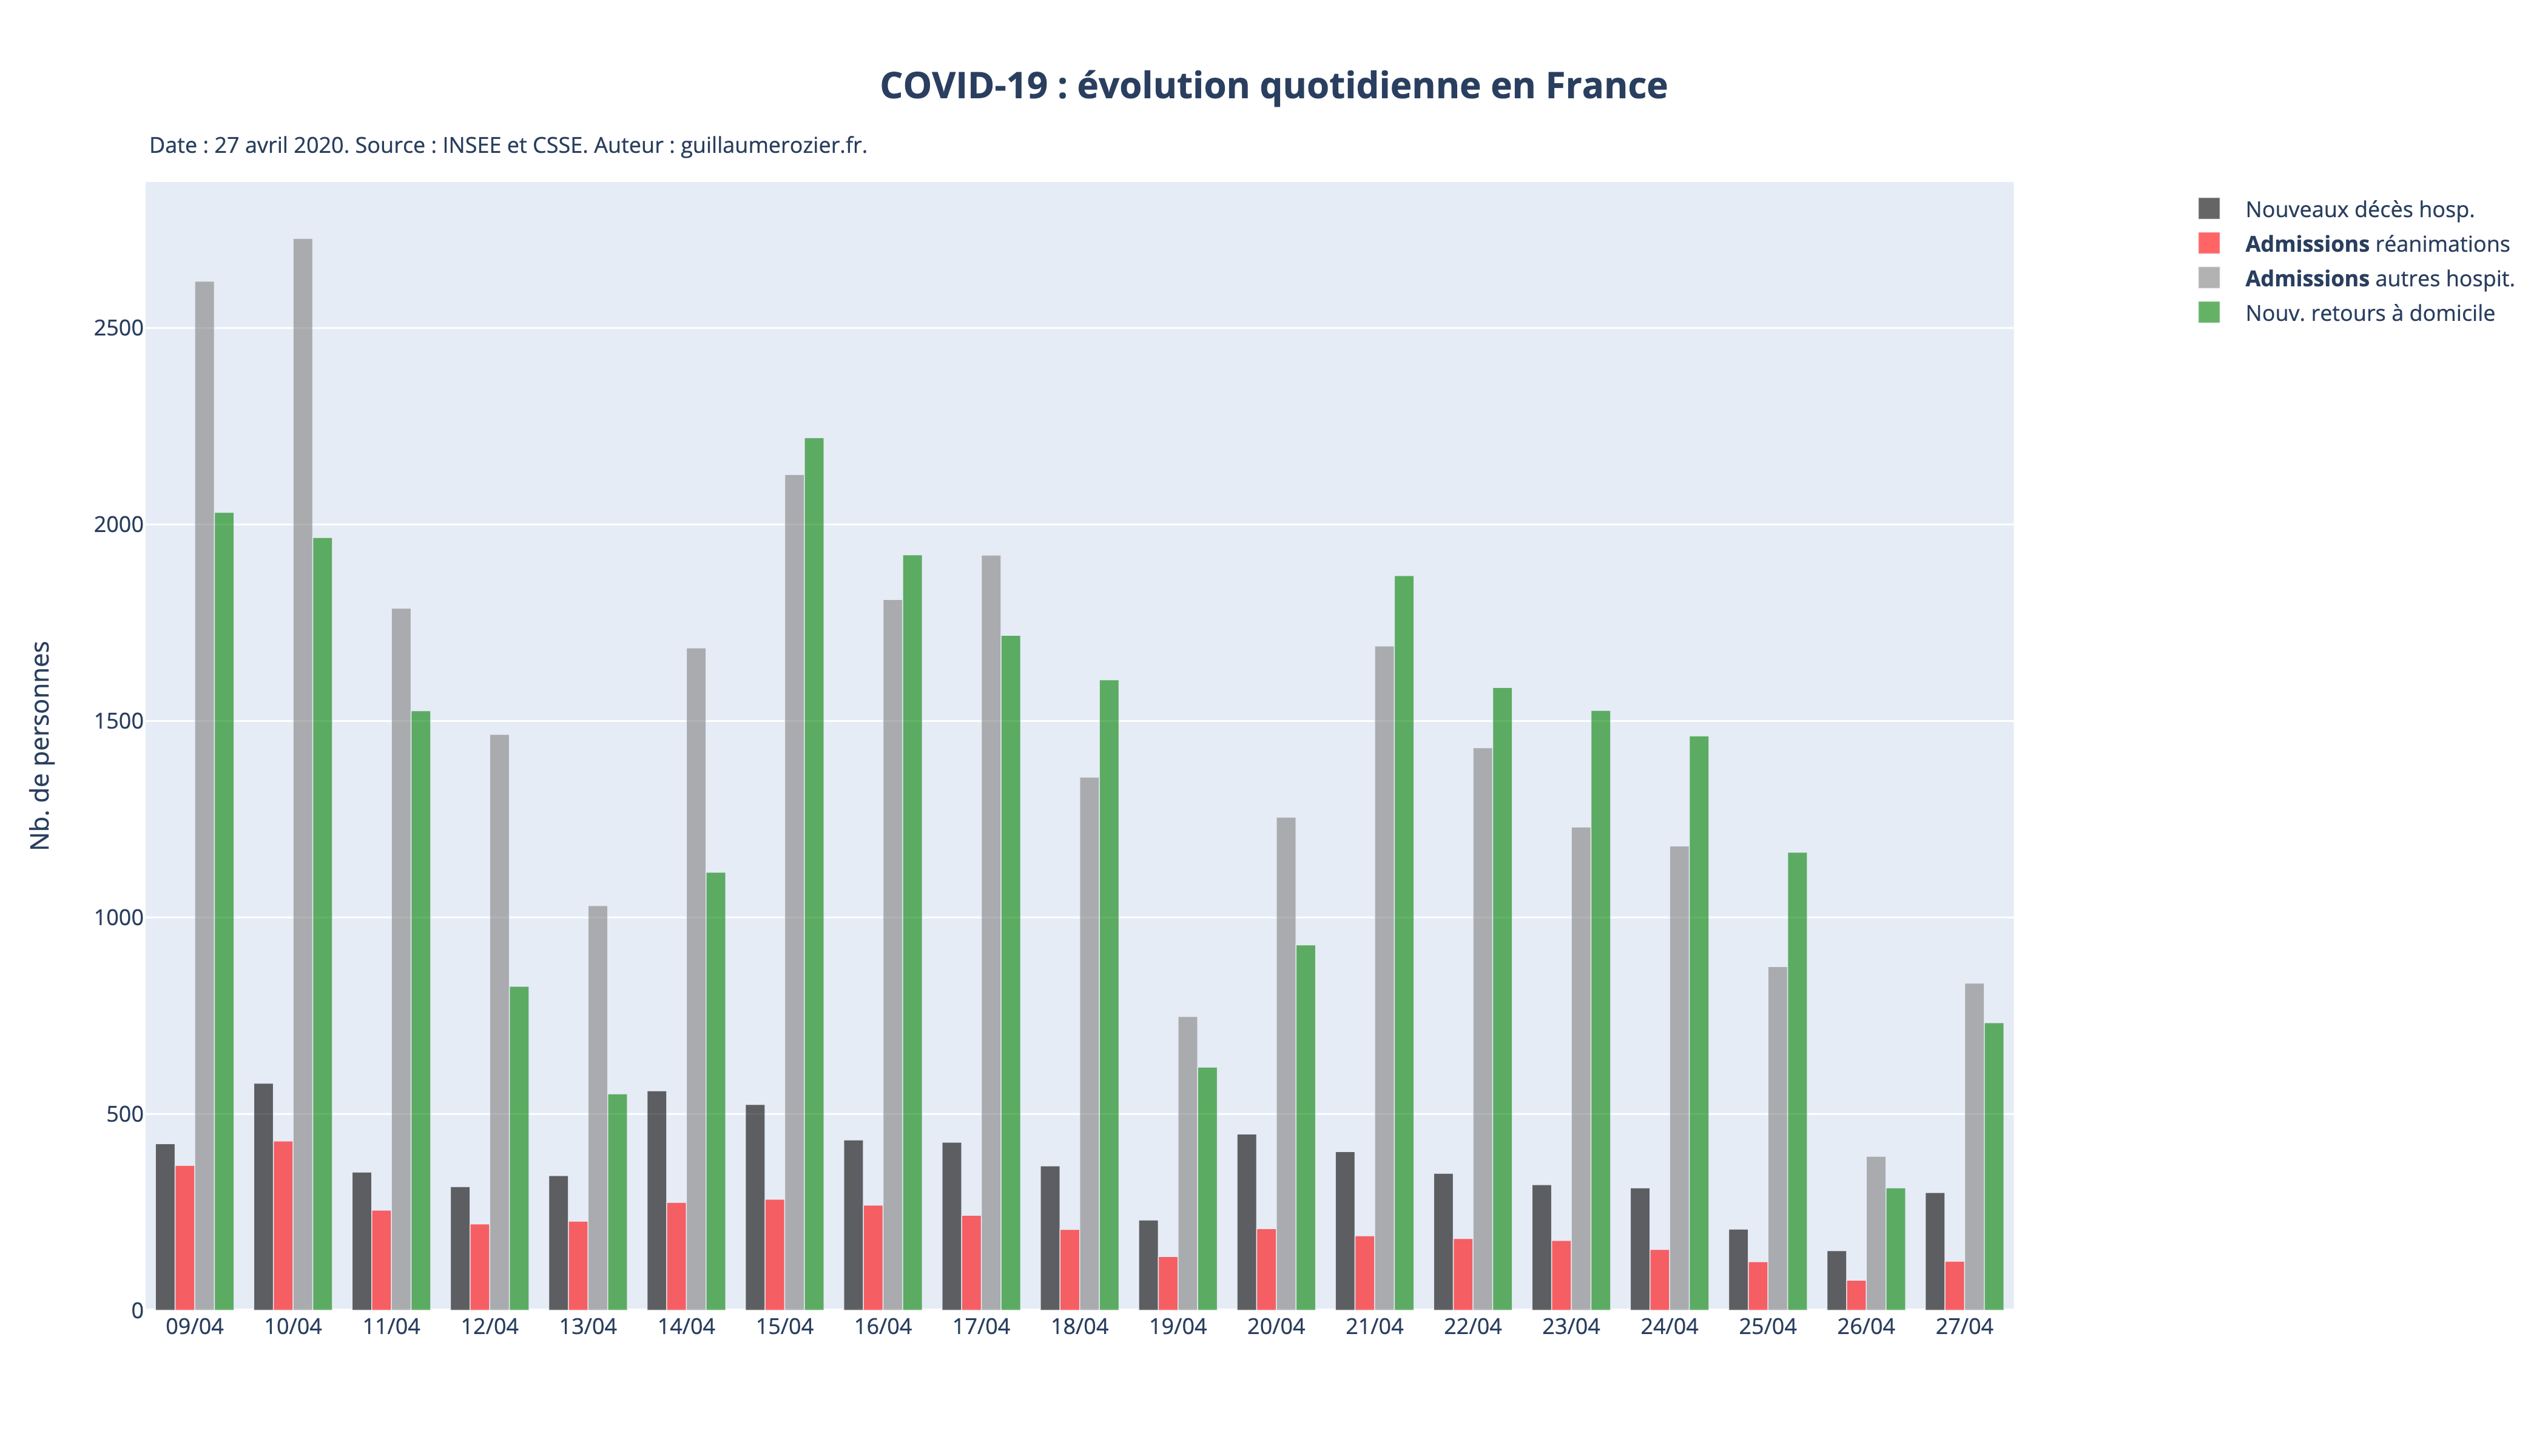 COVID-19 : évolution quotidienne en France
Date : 27 avril 2020. Source : INSEE et CSSE. Auteur : guillaumerozier.fr.
Nouveaux décès hosp.
Admissions réanimations
Admissions autres hospit.
Nouv. retours à domicile
Nb. de personnes
2500
2000
1500
1000
500
0
09/04 10/04 11/04 12/04 13/04 14/04 15/04 16/04 17/04 18/04 19/04 20/04 21/04 22/04 23/04 24/04 25/04 26/04 27/04